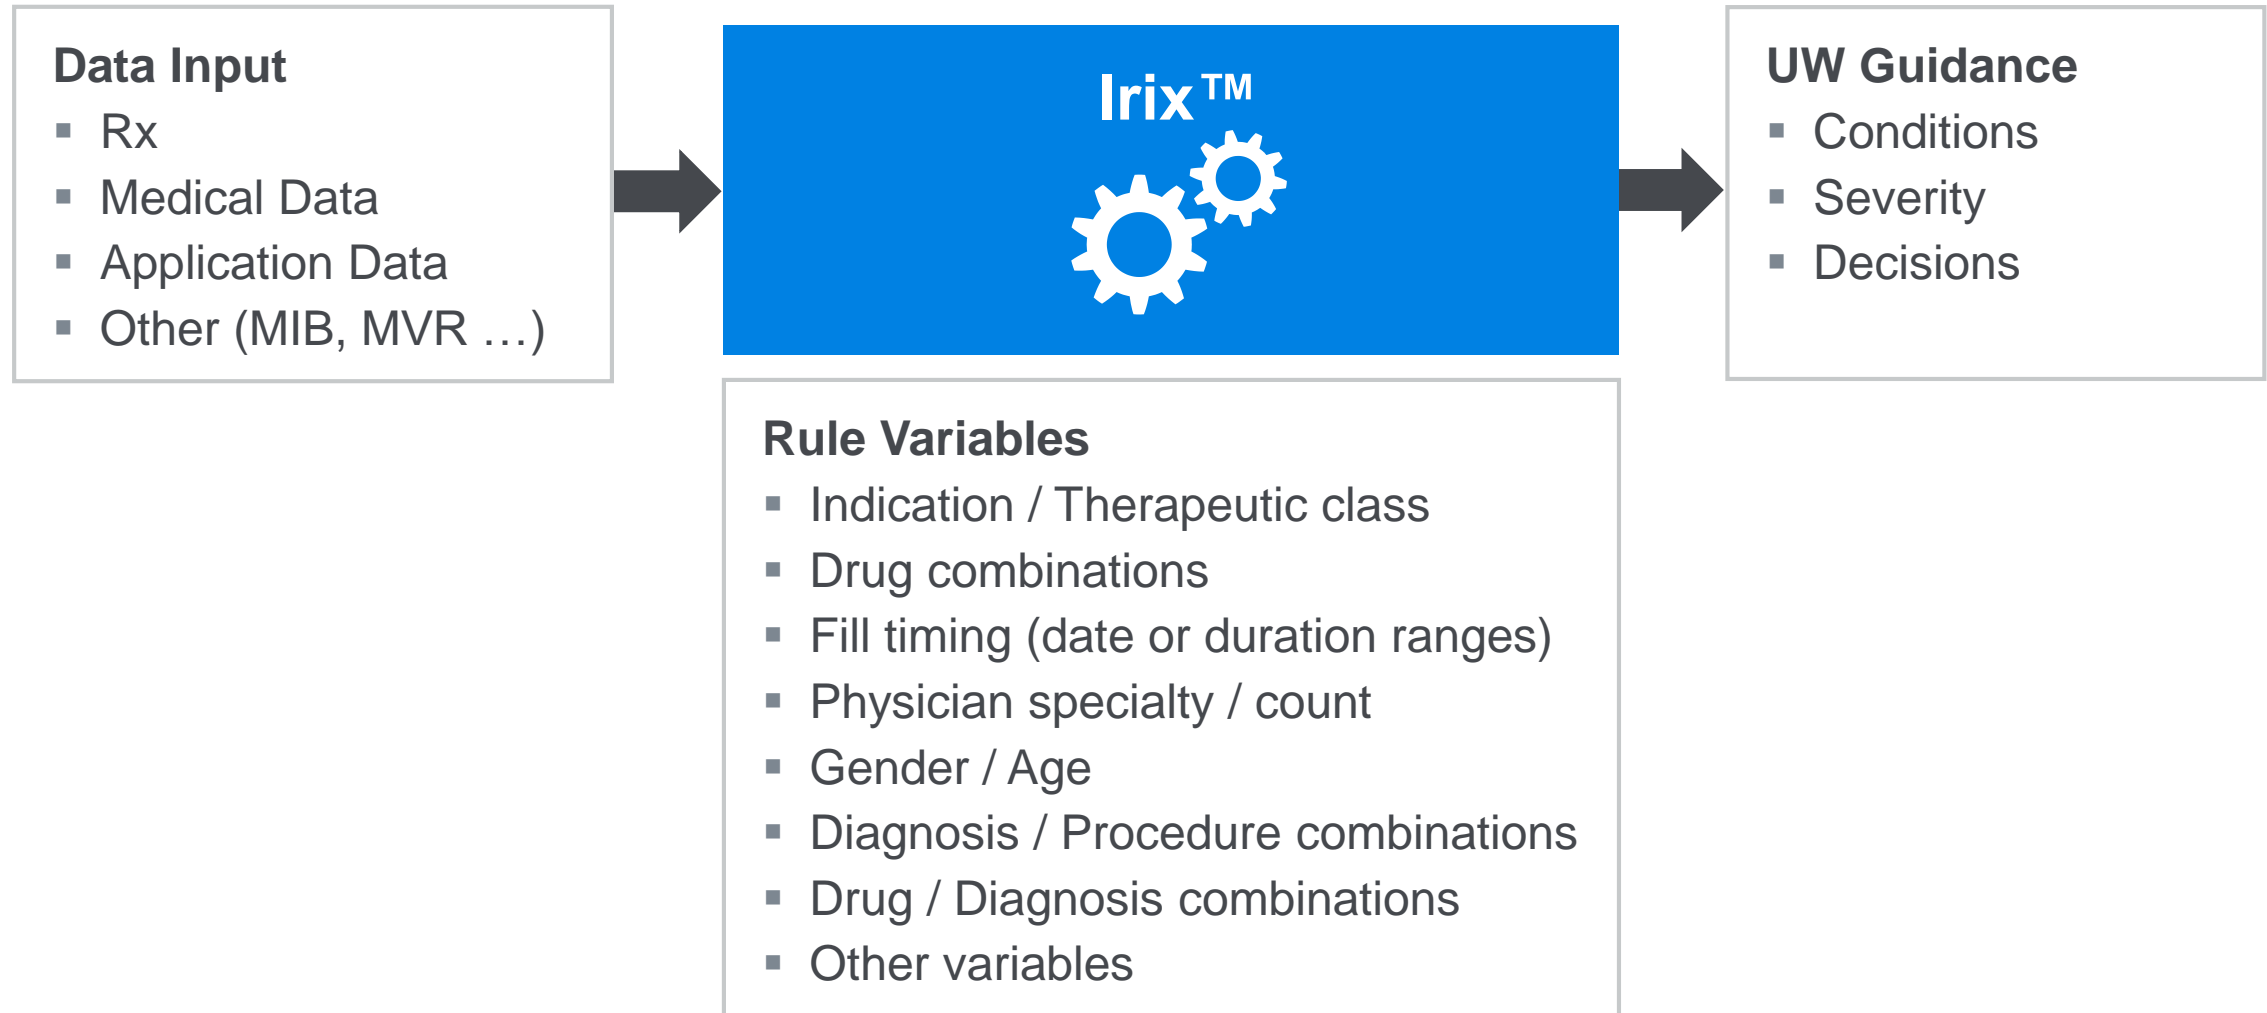 Data Input
▪ Rx
▪ Medical Data
▪ Application Data
▪ Other (MIB, MVR …)
Irix™
UW Guidance
▪ Conditions
▪ Severity
▪ Decisions
Rule Variables
▪ Indication / Therapeutic class
▪ Drug combinations
▪ Fill timing (date or duration ranges)
▪ Physician specialty / count
▪ Gender / Age
▪ Diagnosis / Procedure combinations
▪ Drug / Diagnosis combinations
▪ Other variables